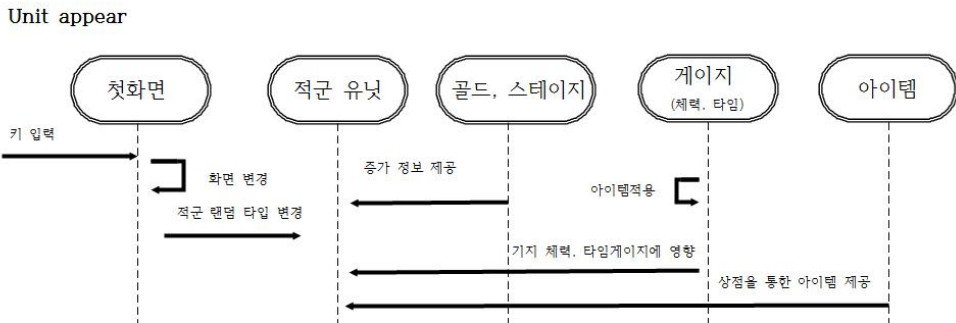 Unit appear
첫화면
적군 유닛
골드, 스테이지
게이지
(체력, 타임)
아이템
키 입력
화면 변경
증가 정보 제공
아이템적용
적군 랜덤 타입 변경
기지 체력, 타임게이지에 영향
상점을 통한 아이템 제공